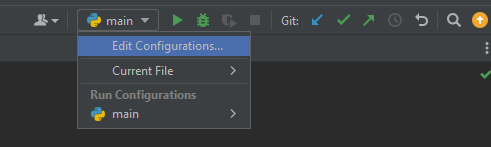 main
Git:
Edit Configurations...
Current File
Run Configurations
main